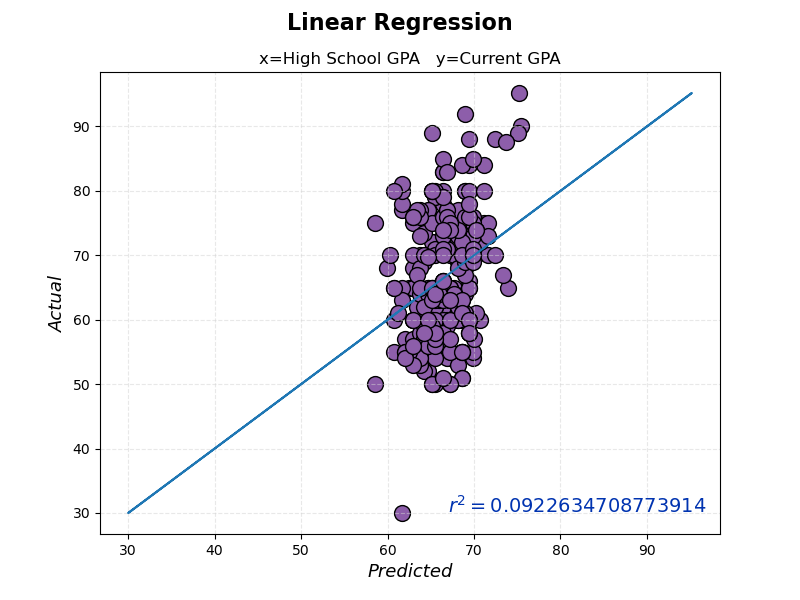 Linear Regression
x=High School GPA   y=Current GPA
90
80
70
60
50
40
30
Actual
r² = 0.0922634708773914
30 40 50 60 70 80 90
Predicted